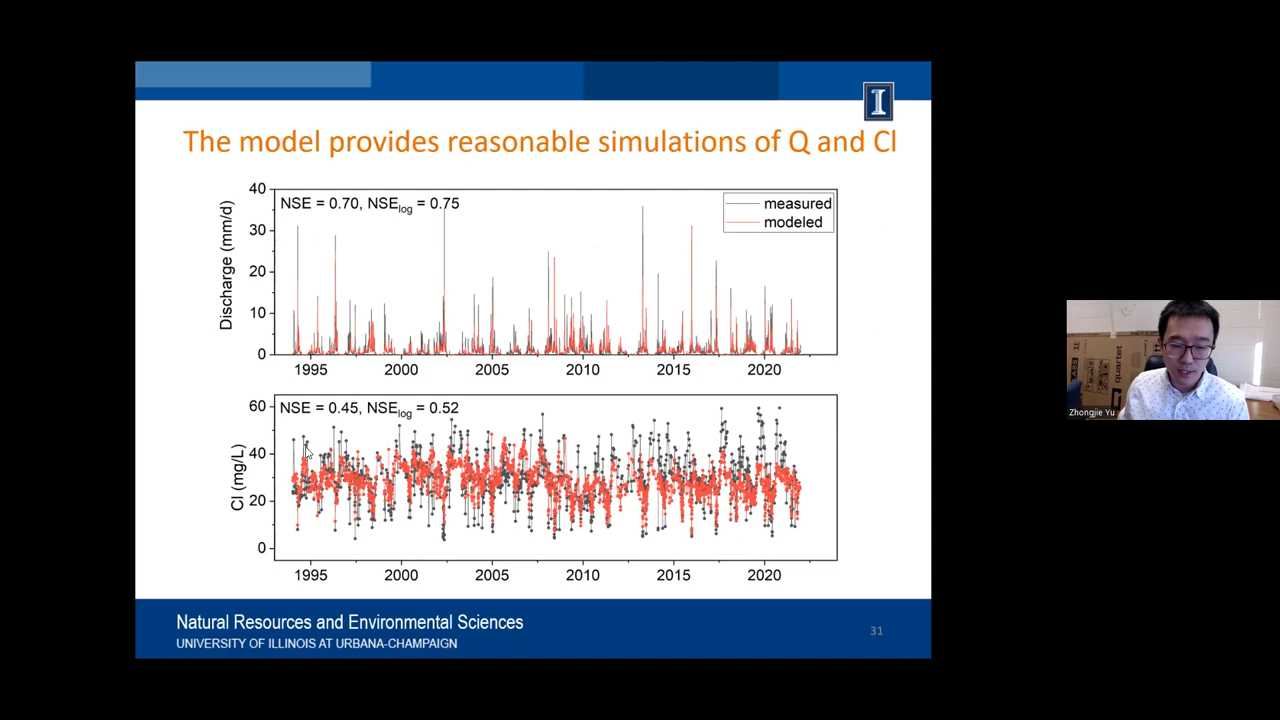 I
The model provides reasonable simulations of Q and Cl
NSE = 0.70, NSElog = 0.75
measured
modeled
Discharge (mm/d)
40
30
20
10
0
1995 2000 2005 2010 2015 2020
NSE = 0.45, NSElog = 0.52
Cl (mg/L)
60
40
20
0
1995 2000 2005 2010 2015 2020
Natural Resources and Environmental Sciences
UNIVERSITY OF ILLINOIS AT URBANA-CHAMPAIGN
31
quartet
Zhongjie Yu